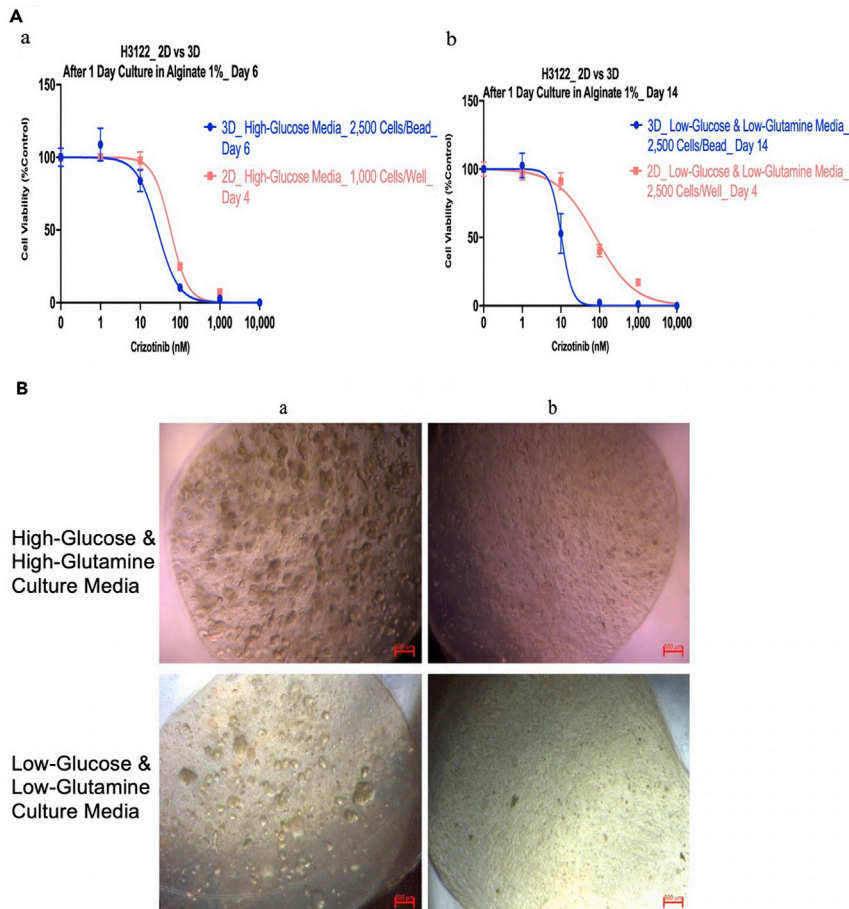 A
a
H3122_2D vs 3D
After 1 Day Culture in Alginate 1%_ Day 6
150
100
50
0
Cell Viability (%Control)
3D_ High-Glucose Media_ 2,500 Cells/Bead_
Day 6
2D_ High-Glucose Media_ 1,000 Cells/Well_
Day 4
0 1 10 100 1,000 10,000
Crizotinib (nM)
b
H3122_2D vs 3D
After 1 Day Culture in Alginate 1%_ Day 14
150
100
50
0
Cell Viability (%Control)
3D_ Low-Glucose & Low-Glutamine Media_
2,500 Cells/Bead_ Day 14
2D_ Low-Glucose & Low-Glutamine Media_
2,500 Cells/Well_ Day 4
0 1 10 100 1,000 10,000
Crizotinib (nM)
B
a b
High-Glucose &
High-Glutamine
Culture Media
Low-Glucose &
Low-Glutamine
Culture Media